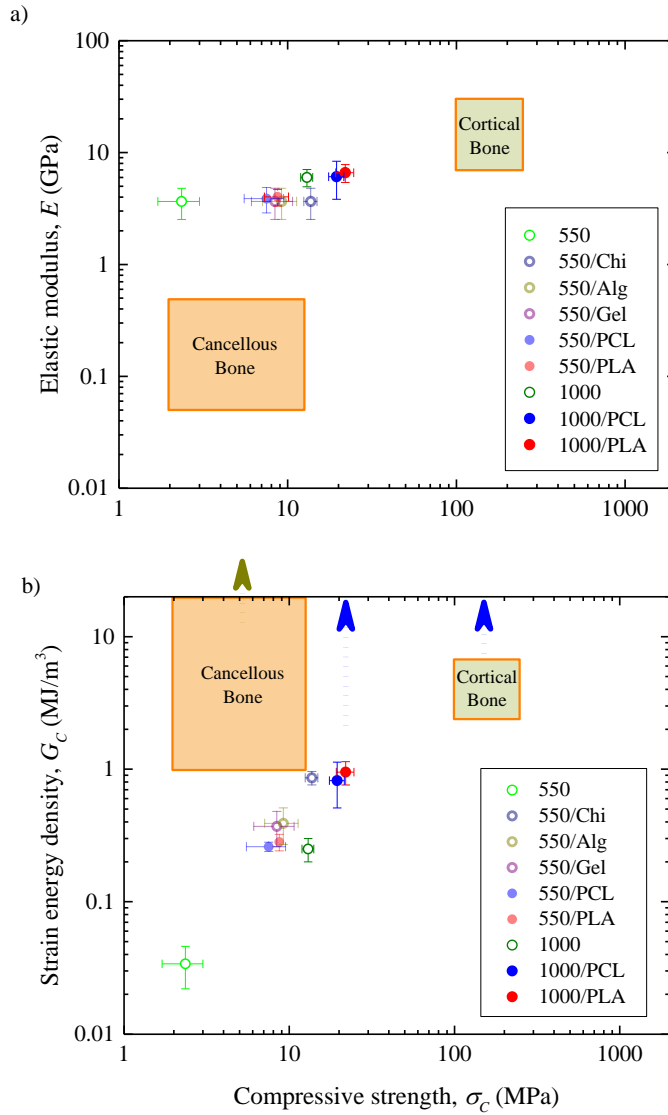 a)
100
10
1
0.1
0.01
Elastic modulus, E (GPa)
Cortical
Bone
Cancellous
Bone
550
550/Chi
550/Alg
550/Gel
550/PCL
550/PLA
1000
1000/PCL
1000/PLA
1
10
100
1000
b)
10
1
0.1
0.01
Strain energy density, G_C (MJ/m³)
Cancellous
Bone
Cortical
Bone
550
550/Chi
550/Alg
550/Gel
550/PCL
550/PLA
1000
1000/PCL
1000/PLA
1
10
100
1000
Compressive strength, σ_C (MPa)